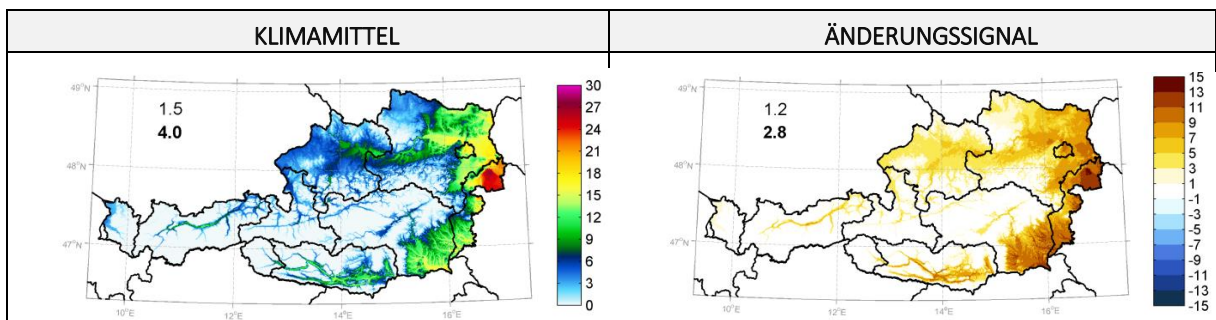 KLIMAMITTEL
ÄNDERUNGSSIGNAL
1.5
4.0
49°N
48°N
47°N
10°E
12°E
14°E
16°E
30
27
24
21
18
15
12
9
6
3
0
1.2
2.8
49°N
48°N
47°N
10°E
12°E
14°E
16°E
15
13
11
9
7
5
3
1
-1
-3
-5
-7
-9
-11
-13
-15